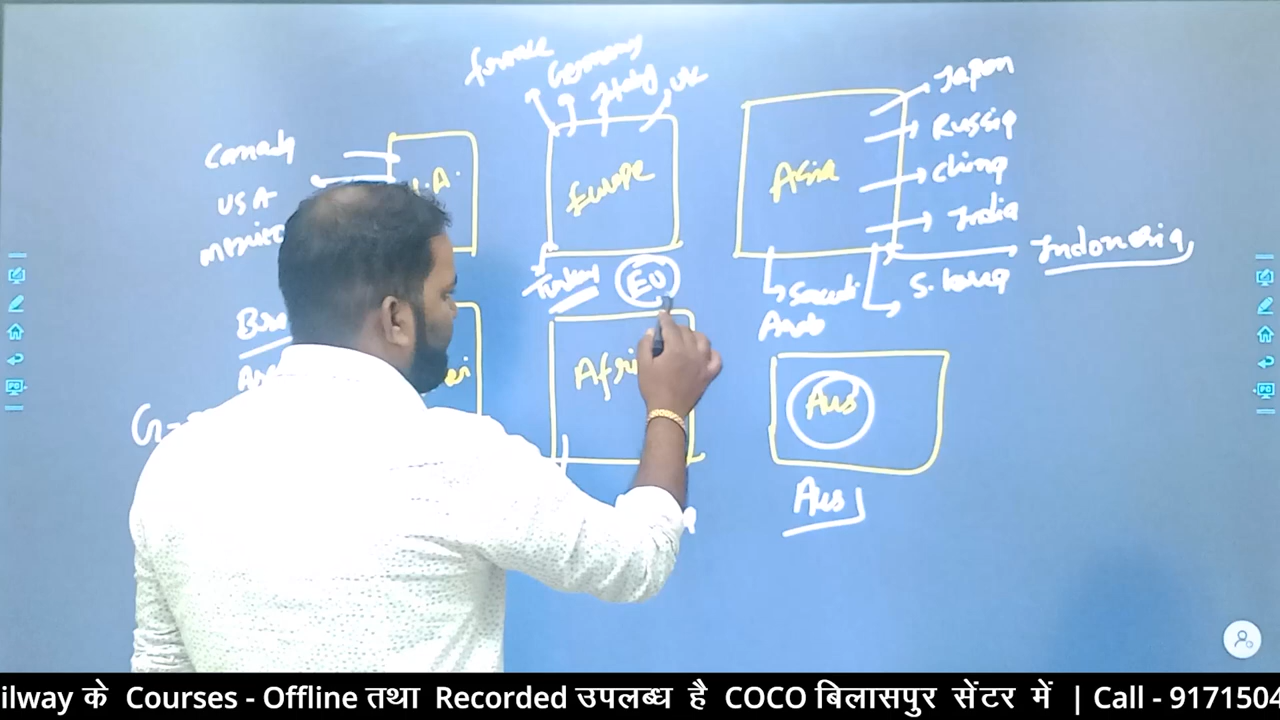 France
Germany
Italy
UK
Japan
Canada
Russia
U.A.
Europe
Asia
China
USA
India
Indonesia,
Turkey
EU
Saudi
Arab
S. Korea
Afri
Aus
Aus
ilway के Courses - Offline तथा Recorded उपलब्ध है COCO बिलासपुर सेंटर में | Call - 9171504